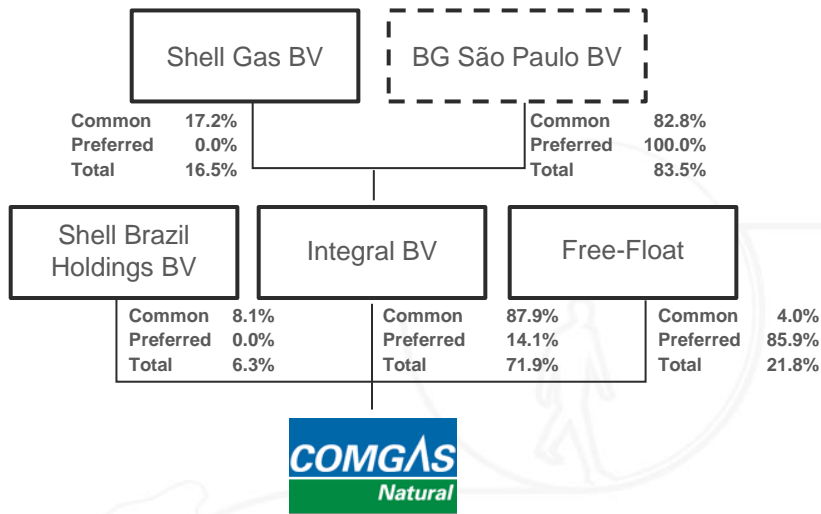 Shell Gas BV
BG São Paulo BV
Common 17.2%
Preferred 0.0%
Total 16.5%
Common 82.8%
Preferred 100.0%
Total 83.5%
Shell Brazil
Holdings BV
Integral BV
Free-Float
Common 8.1%
Preferred 0.0%
Total 6.3%
Common 87.9%
Preferred 14.1%
Total 71.9%
Common 4.0%
Preferred 85.9%
Total 21.8%
COMGΛS
Natural